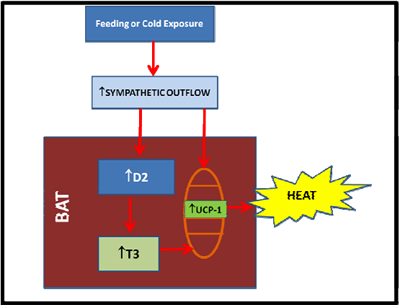 Feeding or Cold Exposure
↑SYMPATHETIC OUTFLOW
BAT
↑D2
↑UCP-1
HEAT
↑T3